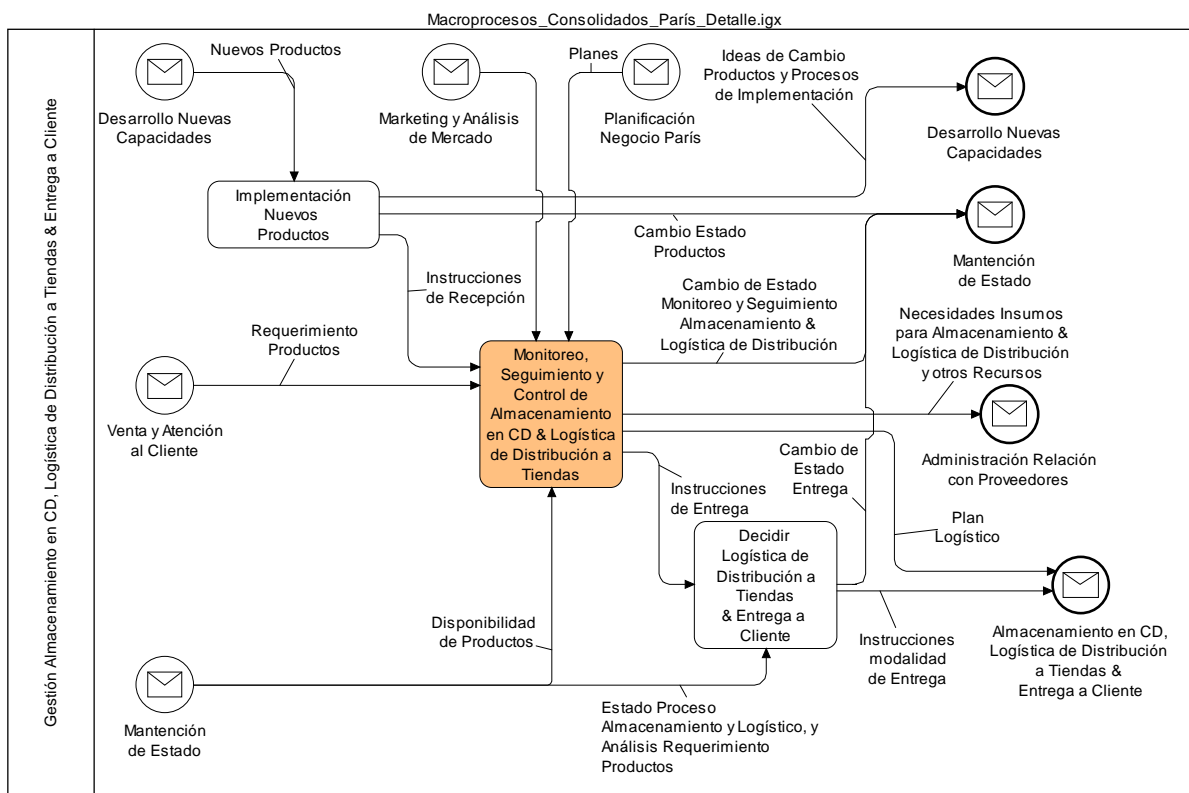 Macroprocesos_Consolidados_París_Detalle.igx
Gestión Almacenamiento en CD, Logística de Distribución a Tiendas & Entrega a Cliente
Nuevos Productos
Desarrollo Nuevas
Capacidades
Marketing y Análisis
de Mercado
Planes
Planificación
Negocio París
Ideas de Cambio
Productos y Procesos
de Implementación
Desarrollo Nuevas
Capacidades
Implementación
Nuevos
Productos
Cambio Estado
Productos
Mantención
de Estado
Instrucciones
de Recepción
Cambio de Estado
Monitoreo y Seguimiento
Almacenamiento &
Logística de Distribución
Necesidades Insumos
para Almacenamiento &
Logística de Distribución
y otros Recursos
Requerimiento
Productos
Venta y Atención
al Cliente
Monitoreo,
Seguimiento y
Control de
Almacenamiento
en CD & Logística
de Distribución a
Tiendas
Administración Relación
con Proveedores
Cambio de
Estado
Entrega
Instrucciones
de Entrega
Plan
Logístico
Decidir
Logística de
Distribución a
Tiendas
& Entrega a
Cliente
Disponibilidad
de Productos
Instrucciones
modalidad
de Entrega
Almacenamiento en CD,
Logística de Distribución
a Tiendas &
Entrega a Cliente
Mantención
de Estado
Estado Proceso
Almacenamiento y Logístico, y
Análisis Requerimiento
Productos